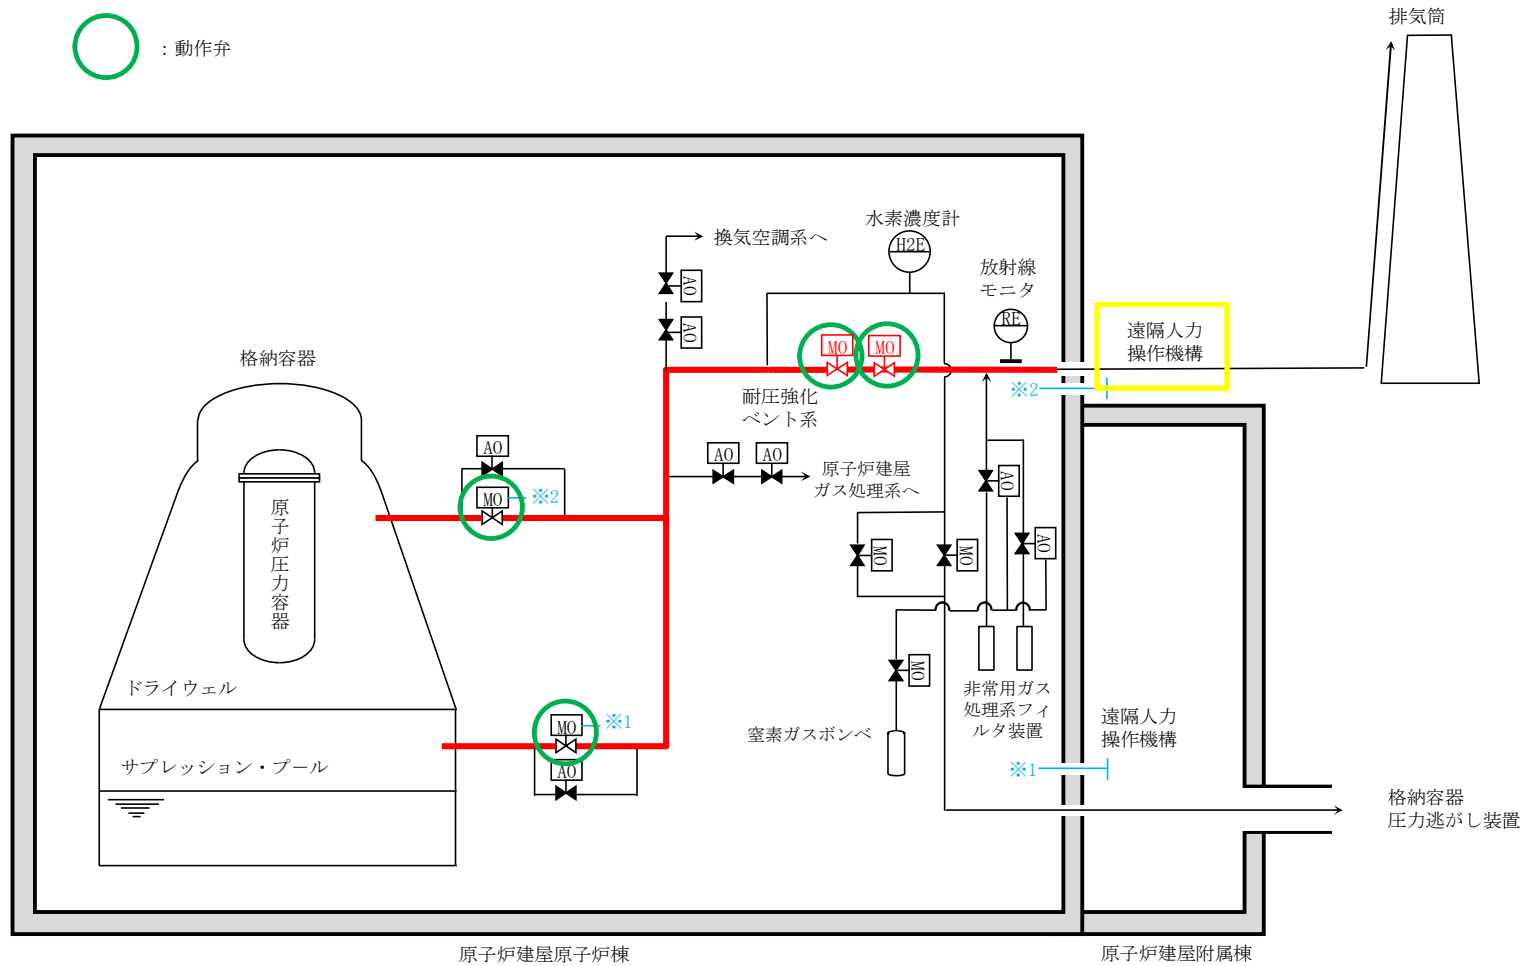 ：動作弁
排気筒
換気空調系へ
AO
AO
水素濃度計
H2E
放射線
モニタ
RE
遠隔人力
操作機構
※2
MO
MO
耐圧強化
ベント系
格納容器
AO
MO
※2
AO
AO
原子炉建屋
ガス処理系へ
AO
AO
MO
MO
原子炉圧力容器
ドライウェル
サプレッション・プール
MO
※1
AO
MO
窒素ガスボンベ
非常用ガス
処理系フィ
ルタ装置
遠隔人力
操作機構
※1
格納容器
圧力逃がし装置
原子炉建屋原子炉棟
原子炉建屋附属棟